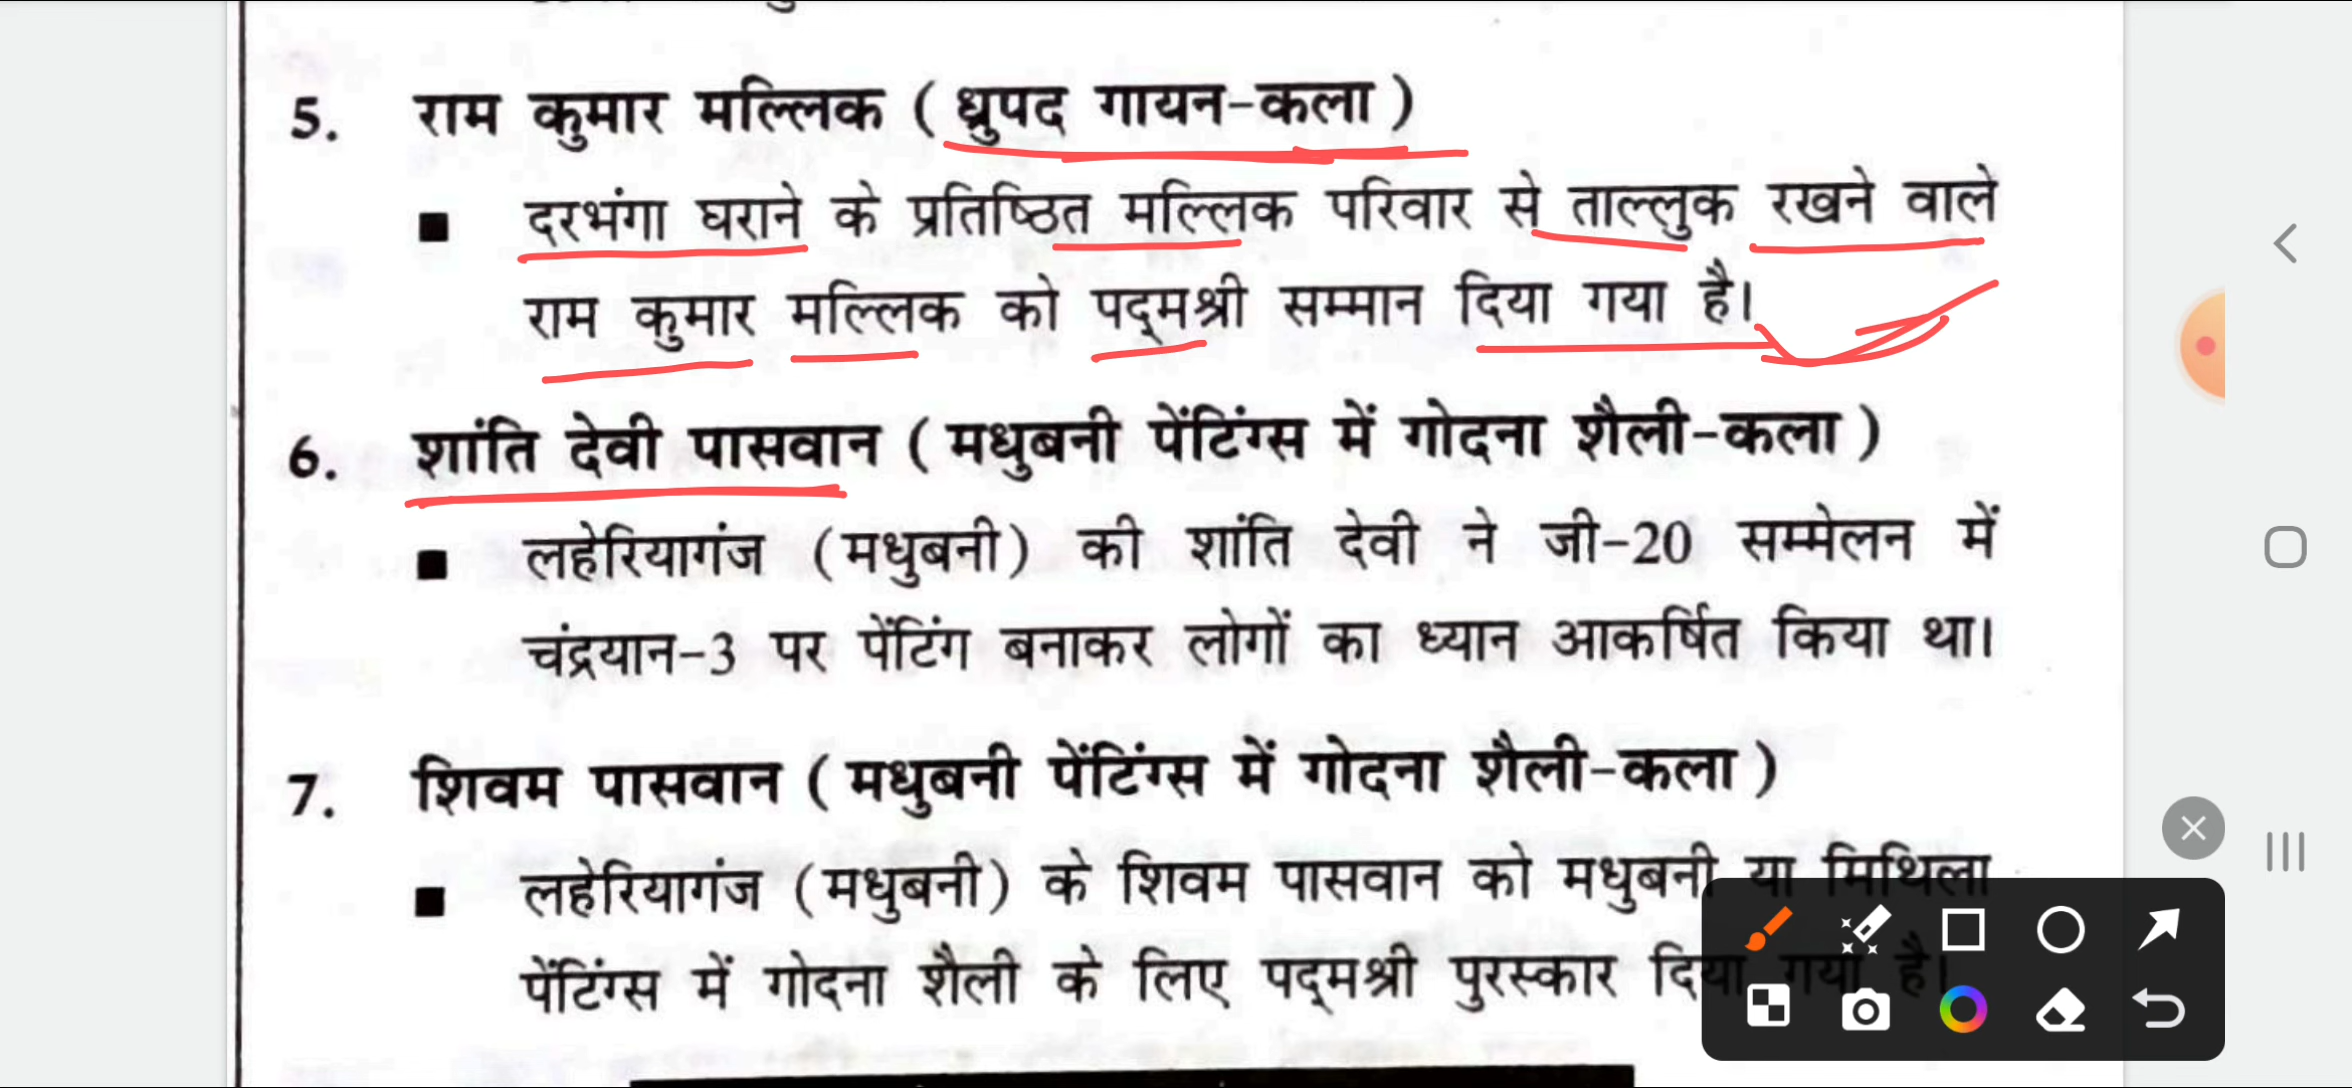 5. राम कुमार मल्लिक ( ध्रुपद गायन-कला )
■ दरभंगा घराने के प्रतिष्ठित मल्लिक परिवार से ताल्लुक रखने वाले
राम कुमार मल्लिक को पद्मश्री सम्मान दिया गया है।
6. शांति देवी पासवान ( मधुबनी पेंटिंग्स में गोदना शैली-कला )
■ लहेरियागंज (मधुबनी) की शांति देवी ने जी-20 सम्मेलन में
चंद्रयान-3 पर पेंटिंग बनाकर लोगों का ध्यान आकर्षित किया था।
7. शिवम पासवान ( मधुबनी पेंटिंग्स में गोदना शैली-कला )
■ लहेरियागंज (मधुबनी) के शिवम पासवान को मधुबनी या मिथिला
पेंटिंग्स में गोदना शैली के लिए पद्मश्री पुरस्कार दिया गया है।